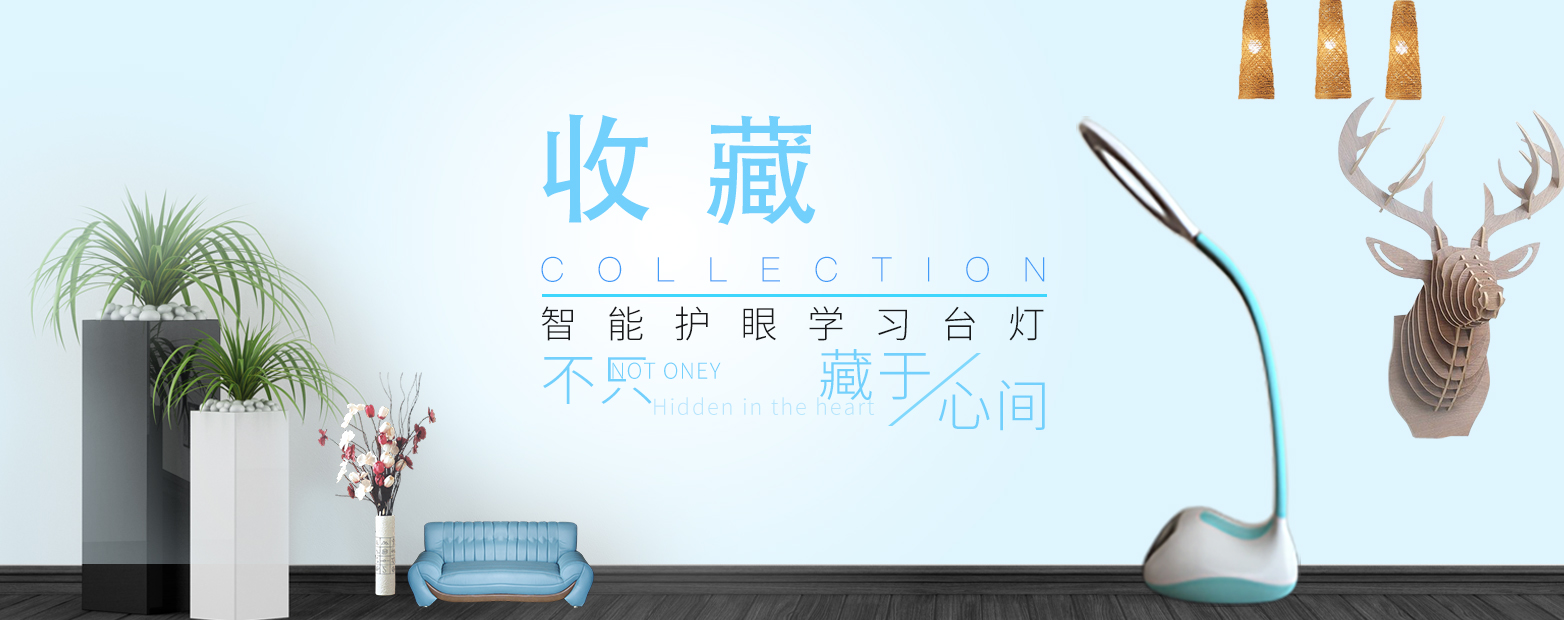 收藏
COLLECTION
智能护眼学习台灯
不只 NOT ONEY 藏于/心间
Hidden in the heart